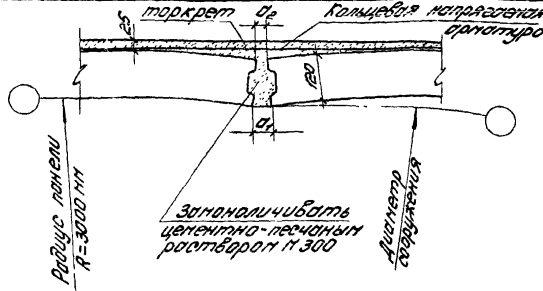 торкрет
a₂
Кольцевая напрягаемая
арматура
25
120
a₁
Радиус панели
R = 3000 мм
Замоноличивать
цементно-песчаным
раствором М 300
Диаметр
сооружения